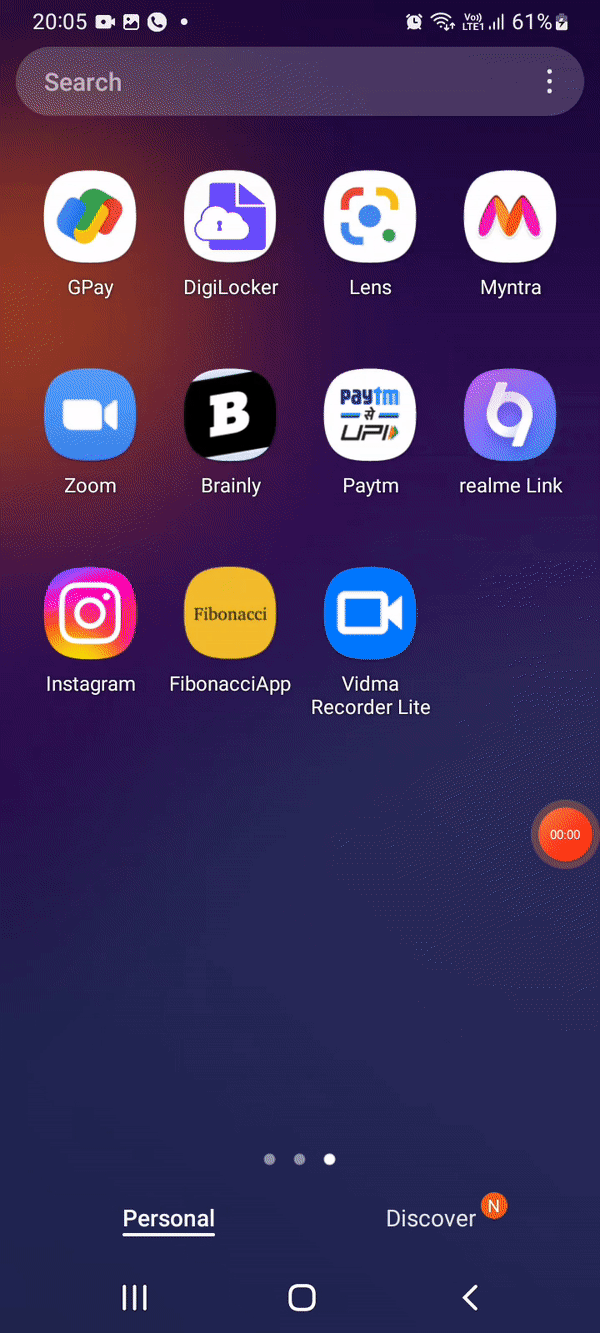 20:05
Vo))
LTE1
61%
Search
GPay
DigiLocker
Lens
Myntra
B
paytm
से
UPI
Zoom
Brainly
Paytm
realme Link
Fibonacci
Instagram
FibonacciApp
Vidma
Recorder Lite
00:00
Personal
Discover
N